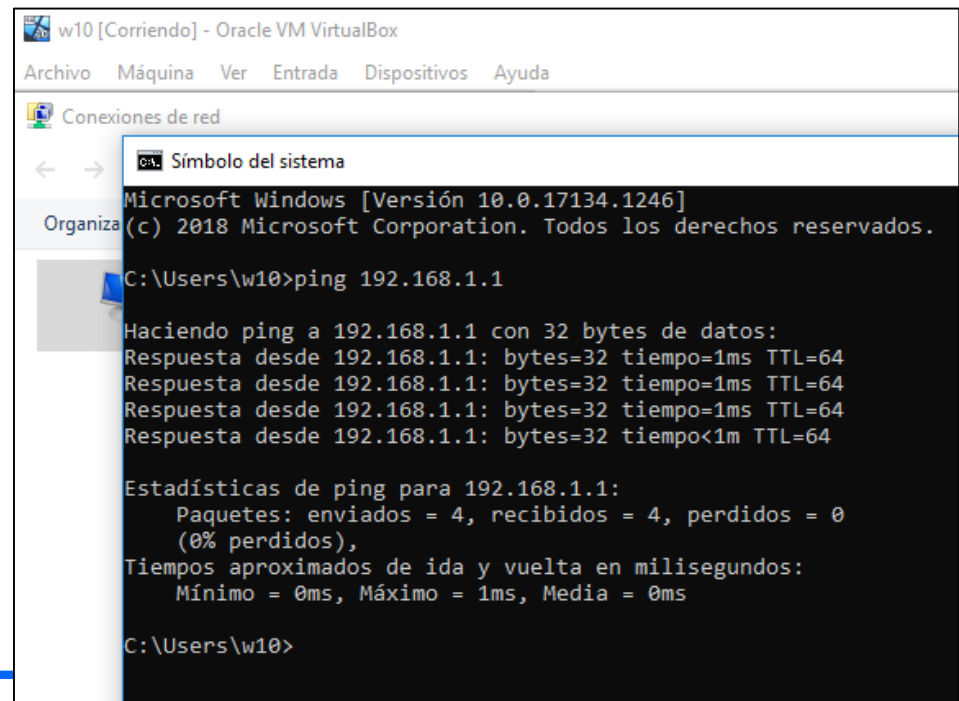 w10 [Corriendo] - Oracle VM VirtualBox
Archivo Máquina Ver Entrada Dispositivos Ayuda
Conexiones de red
Símbolo del sistema
Organiza
Microsoft Windows [Versión 10.0.17134.1246]
(c) 2018 Microsoft Corporation. Todos los derechos reservados.
C:\Users\w10>ping 192.168.1.1
Haciendo ping a 192.168.1.1 con 32 bytes de datos:
Respuesta desde 192.168.1.1: bytes=32 tiempo=1ms TTL=64
Respuesta desde 192.168.1.1: bytes=32 tiempo=1ms TTL=64
Respuesta desde 192.168.1.1: bytes=32 tiempo=1ms TTL=64
Respuesta desde 192.168.1.1: bytes=32 tiempo<1m TTL=64
Estadísticas de ping para 192.168.1.1:
Paquetes: enviados = 4, recibidos = 4, perdidos = 0
(0% perdidos),
Tiempos aproximados de ida y vuelta en milisegundos:
Mínimo = 0ms, Máximo = 1ms, Media = 0ms
C:\Users\w10>